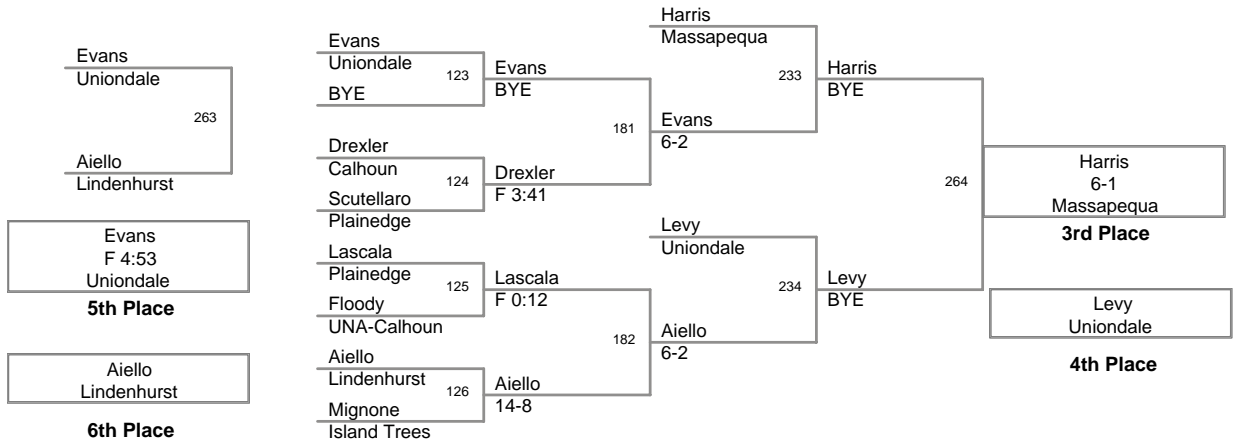 Evans
Uniondale
263
Aiello
Lindenhurst
Evans
F 4:53
Uniondale
5th Place
Aiello
Lindenhurst
6th Place
Evans
Uniondale
123
BYE
Drexler
Calhoun
124
Scutellaro
Plainedge
Lascala
Plainedge
125
Floody
UNA-Calhoun
Aiello
Lindenhurst
126
Mignone
Island Trees
Evans
BYE
181
Drexler
F 3:41
Lascala
F 0:12
182
Aiello
14-8
Harris
Massapequa
233
Evans
6-2
Levy
Uniondale
234
Aiello
6-2
Harris
BYE
264
Levy
BYE
Harris
6-1
Massapequa
3rd Place
Levy
Uniondale
4th Place